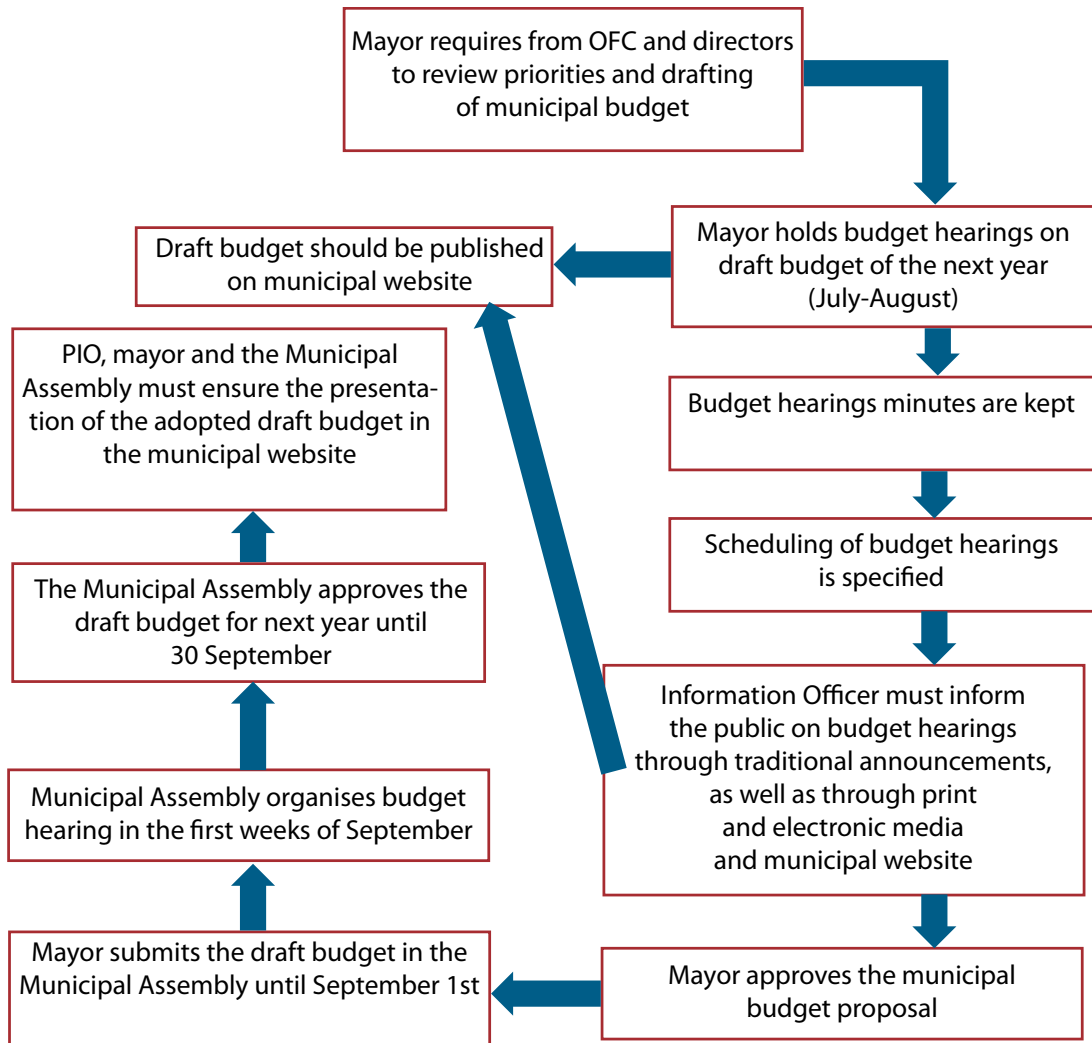 Mayor requires from OFC and directors
to review priorities and drafting
of municipal budget
Mayor holds budget hearings on
draft budget of the next year
(July-August)
Draft budget should be published
on municipal website
Budget hearings minutes are kept
Scheduling of budget hearings
is specified
Information Officer must inform
the public on budget hearings
through traditional announcements,
as well as through print
and electronic media
and municipal website
Mayor approves the municipal
budget proposal
Mayor submits the draft budget in the
Municipal Assembly until September 1st
Municipal Assembly organises budget
hearing in the first weeks of September
The Municipal Assembly approves the
draft budget for next year until
30 September
PIO, mayor and the Municipal
Assembly must ensure the presenta-
tion of the adopted draft budget in
the municipal website